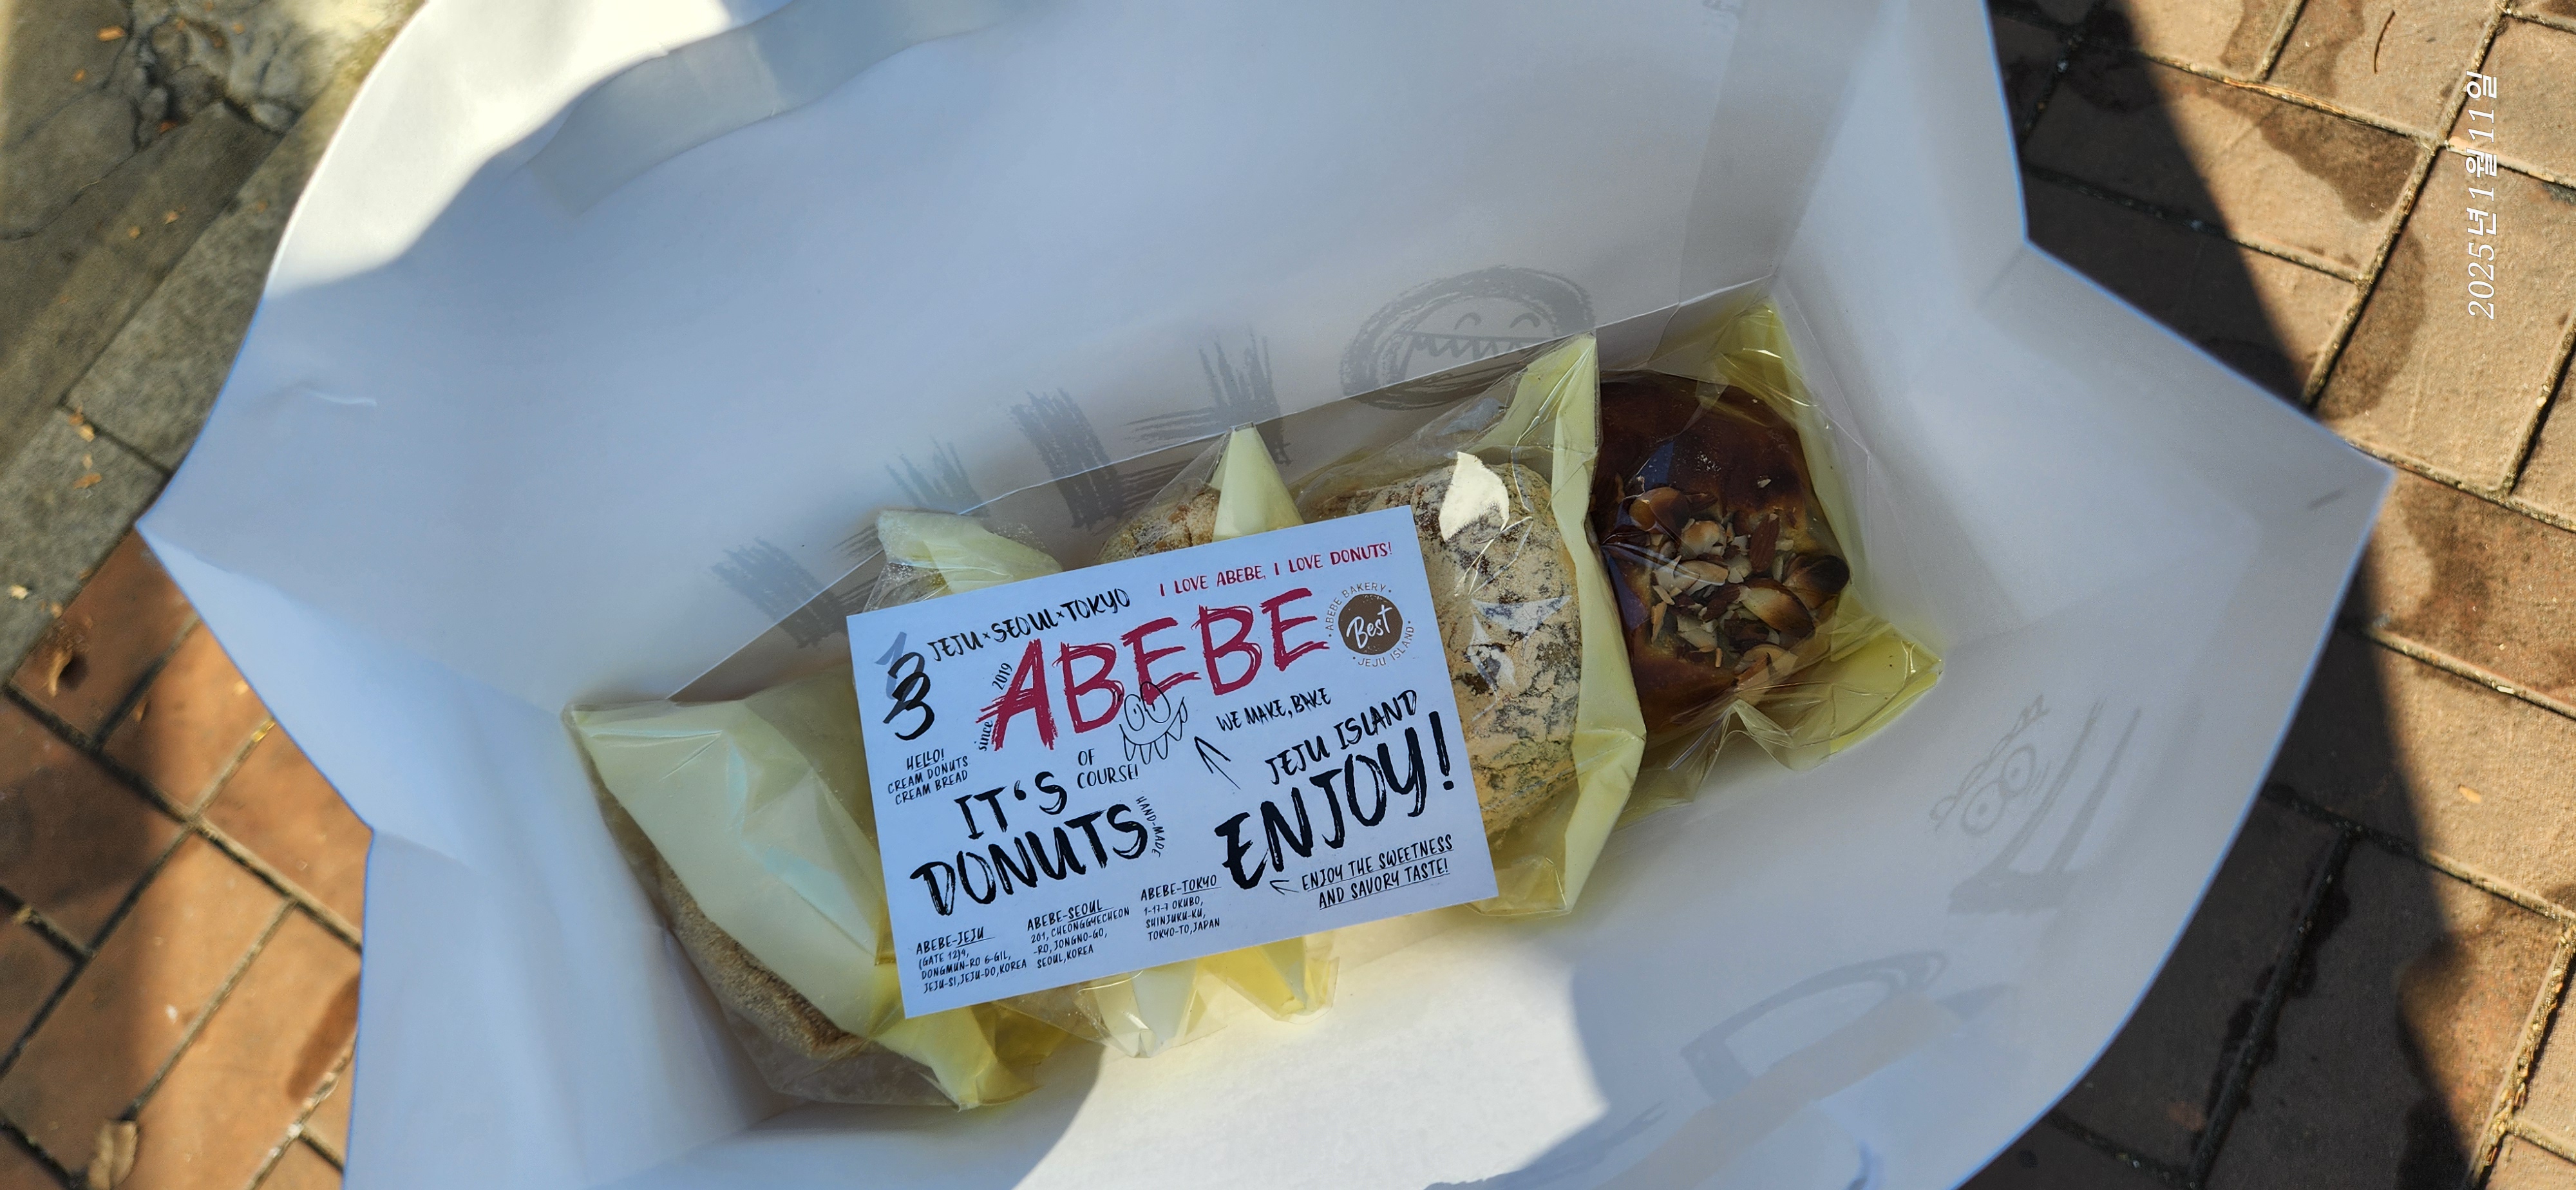 JEJU × SEOUL × TOKYO
I LOVE ABEBE, I LOVE DONUTS!
since 2019
ABEBE
ABEBE BAKERY
Best
JEJU ISLAND
HELLO!
CREAM DONUTS
CREAM BREAD
IT'S
OF
COURSE!
DONUTS
HAND-MADE
WE MAKE, BAKE
JEJU ISLAND
ENJOY!
ENJOY THE SWEETNESS
AND SAVORY TASTE!
ABEBE-JEJU
(GATE 12)9,
DONGMUN-RO 6-GIL,
JEJU-SI,JEJU-DO,KOREA
ABEBE-SEOUL
201, CHEONGGYECHEON
-RO, JONGNO-GO,
SEOUL,KOREA
ABEBE-TOKYO
1-17-7 OKUBO,
SHINJUKU-KU,
TOKYO-TO,JAPAN
2025년 1월 11일